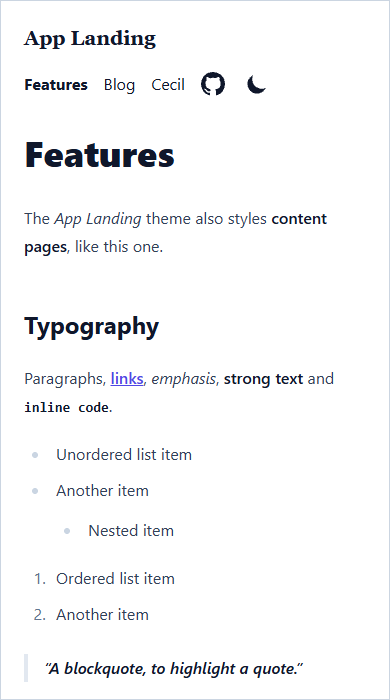 App Landing
Features Blog Cecil
Features
The App Landing theme also styles content
pages, like this one.
Typography
Paragraphs, links, emphasis, strong text and
inline code.
Unordered list item
Another item
Nested item
1. Ordered list item
2. Another item
“A blockquote, to highlight a quote.”